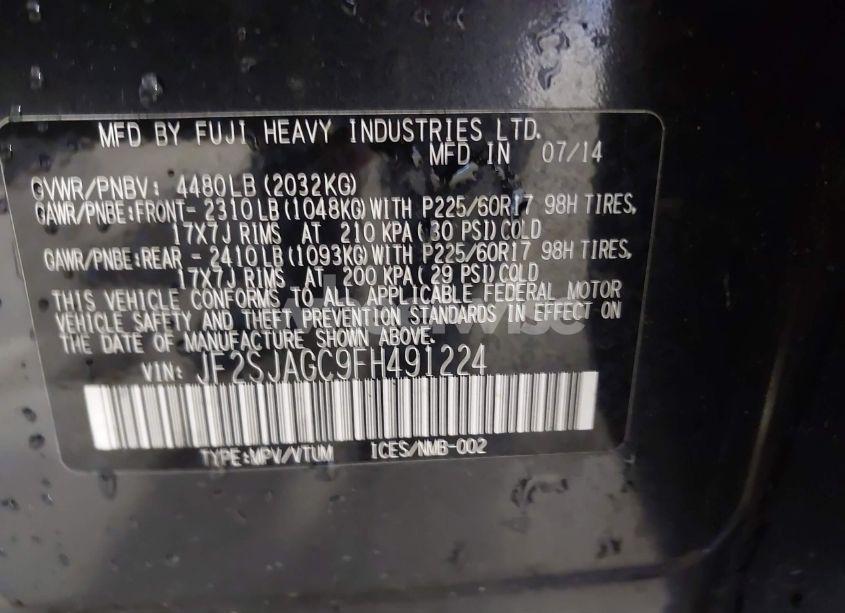 MFD BY FUJI HEAVY INDUSTRIES LTD.
MFD IN 07/14
GVWR/PNBV: 4480LB (2032KG)
GAWR/PNBE:FRONT- 2310LB (1048KG) WITH P225/60R17 98H TIRES,
17X7J RIMS AT 210 KPA ( 30 PSI) COLD
GAWR/PNBE:REAR - 2410LB (1093KG) WITH P225/60R17 98H TIRES,
17X7J RIMS AT 200 KPA ( 29 PSI) COLD
THIS VEHICLE CONFORMS TO ALL APPLICABLE FEDERAL MOTOR
VEHICLE SAFETY AND THEFT PREVENTION STANDARDS IN EFFECT ON
THE DATE OF MANUFACTURE SHOWN ABOVE.
VIN: JF2SJAGC9FH491224
TYPE:MPV/VTUM ICES/NMB-002